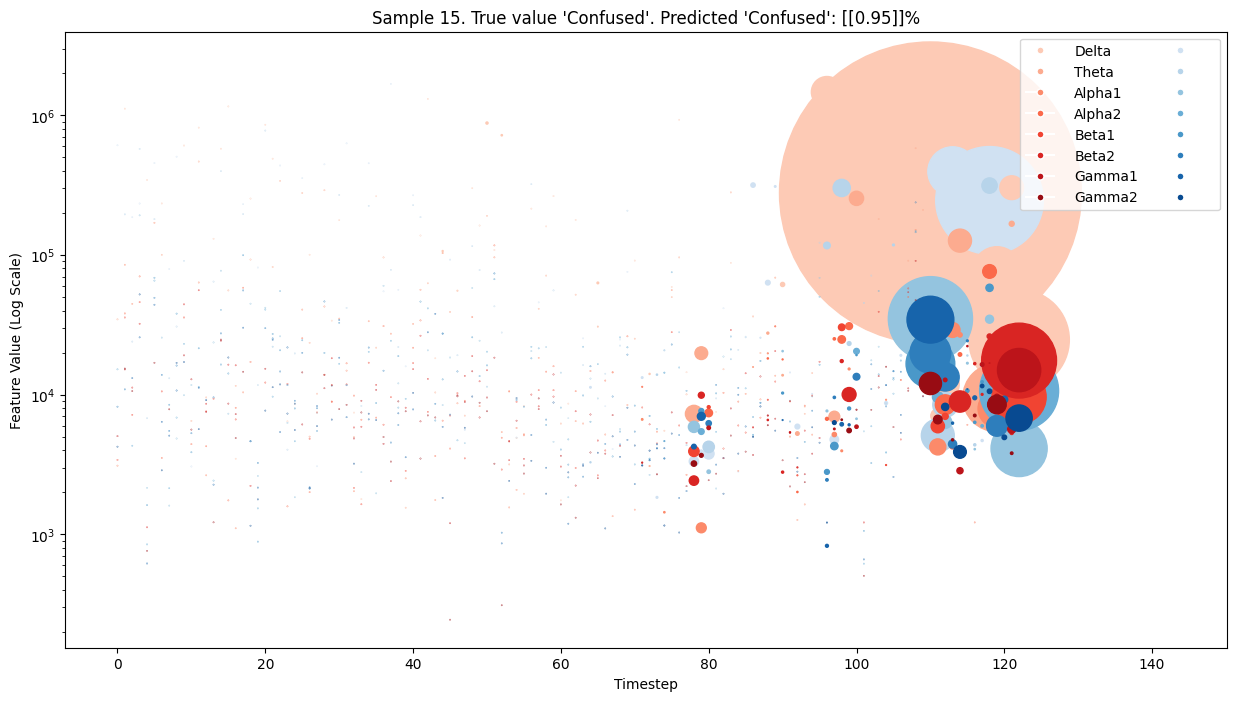 Sample 15. True value 'Confused'. Predicted 'Confused': [[0.95]]%
Delta
Theta
Alpha1
Alpha2
Beta1
Beta2
Gamma1
Gamma2
10^6
10^5
10^4
10^3
Feature Value (Log Scale)
0 20 40 60 80 100 120 140
Timestep